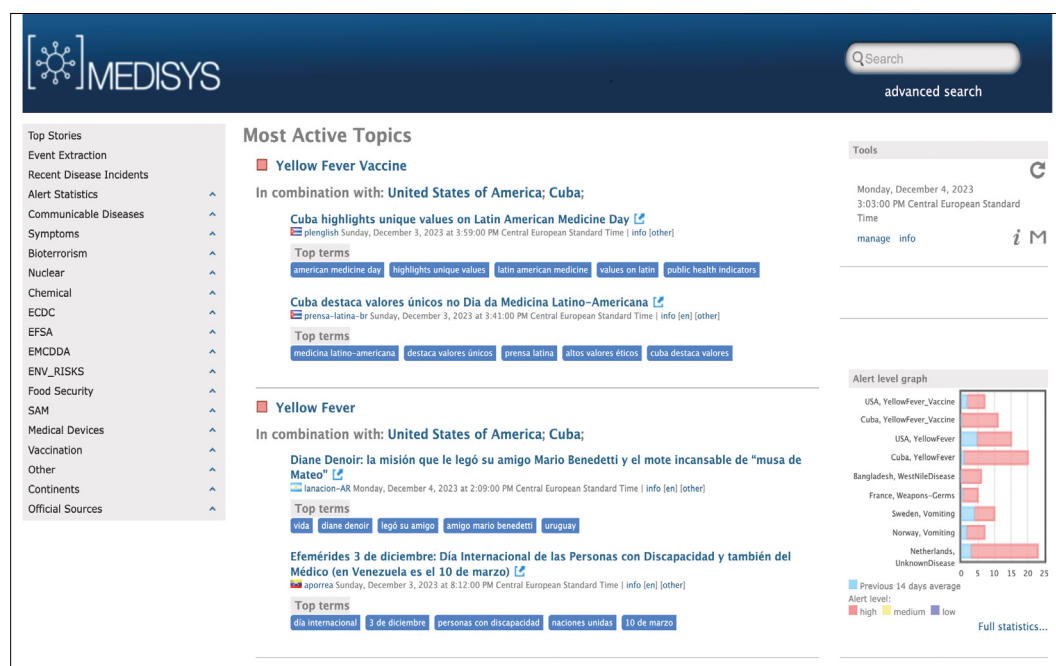 MEDISYS
Search
advanced search
Top Stories
Event Extraction
Recent Disease Incidents
Alert Statistics
Communicable Diseases
Symptoms
Bioterrorism
Nuclear
Chemical
ECDC
EFSA
EMCDDA
ENV_RISKS
Food Security
SAM
Medical Devices
Vaccination
Other
Continents
Official Sources
Most Active Topics
Yellow Fever Vaccine
In combination with: United States of America; Cuba;
Cuba highlights unique values on Latin American Medicine Day
plenglish Sunday, December 3, 2023 at 3:59:00 PM Central European Standard Time | info [other]
Top terms
american medicine day highlights unique values latin american medicine values on latin public health indicators
Cuba destaca valores únicos no Dia da Medicina Latino-Americana
prensa-latina-br Sunday, December 3, 2023 at 3:41:00 PM Central European Standard Time | info [en] [other]
Top terms
medicina latino-americana destaca valores únicos prensa latina altos valores éticos cuba destaca valores
Yellow Fever
In combination with: United States of America; Cuba;
Diane Denoir: la misión que le legó su amigo Mario Benedetti y el mote incansable de “musa de
Mateo”
lanacion-AR Monday, December 4, 2023 at 2:09:00 PM Central European Standard Time | info [en] [other]
Top terms
vida diane denoir legó su amigo amigo mario benedetti uruguay
Efemérides 3 de diciembre: Día Internacional de las Personas con Discapacidad y también del
Médico (en Venezuela es el 10 de marzo)
aporrea Sunday, December 3, 2023 at 8:12:00 PM Central European Standard Time | info [en] [other]
Top terms
día internacional 3 de diciembre personas con discapacidad naciones unidas 10 de marzo
Tools
Monday, December 4, 2023
3:03:00 PM Central European Standard
Time
manage info i M
Alert level graph
USA, YellowFever_Vaccine
Cuba, YellowFever_Vaccine
USA, YellowFever
Cuba, YellowFever
Bangladesh, WestNileDisease
France, Weapons-Germs
Sweden, Vomiting
Norway, Vomiting
Netherlands,
UnknownDisease
0 5 10 15 20 25
Previous 14 days average
Alert level:
high medium low
Full statistics...